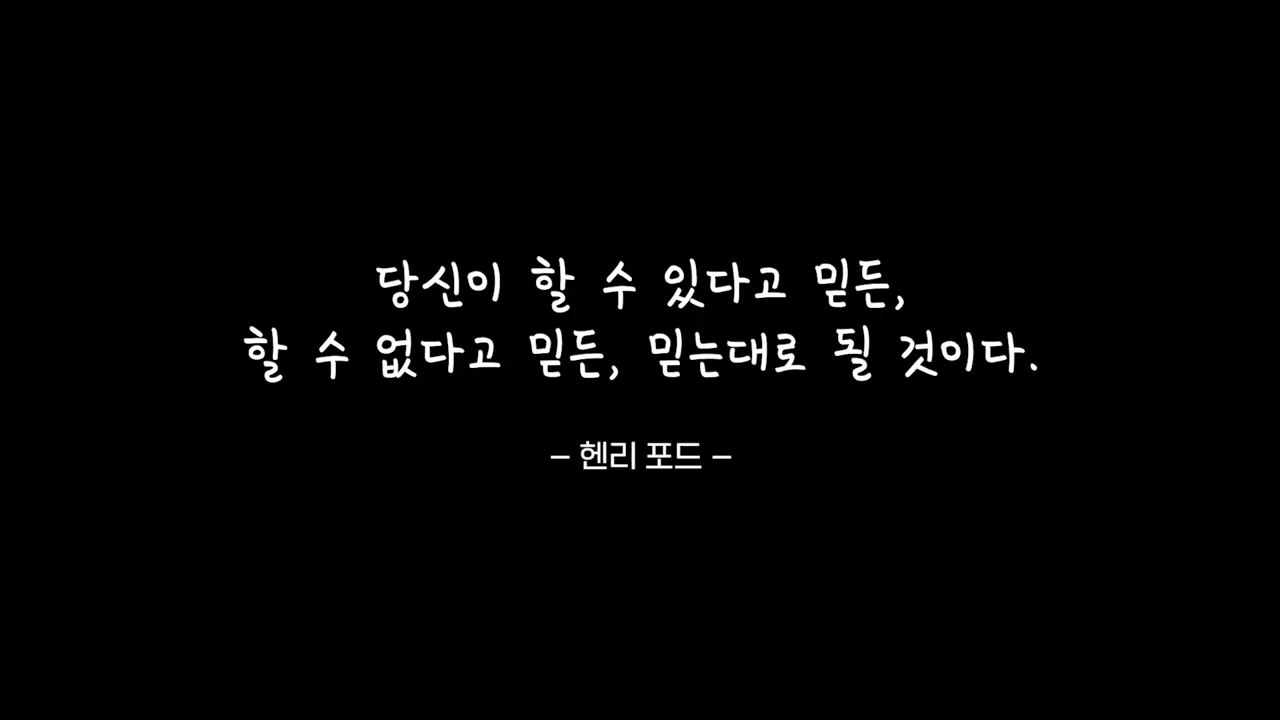 당신이 할 수 있다고 믿든,
할 수 없다고 믿든, 믿는대로 될 것이다.
– 헨리 포드 –